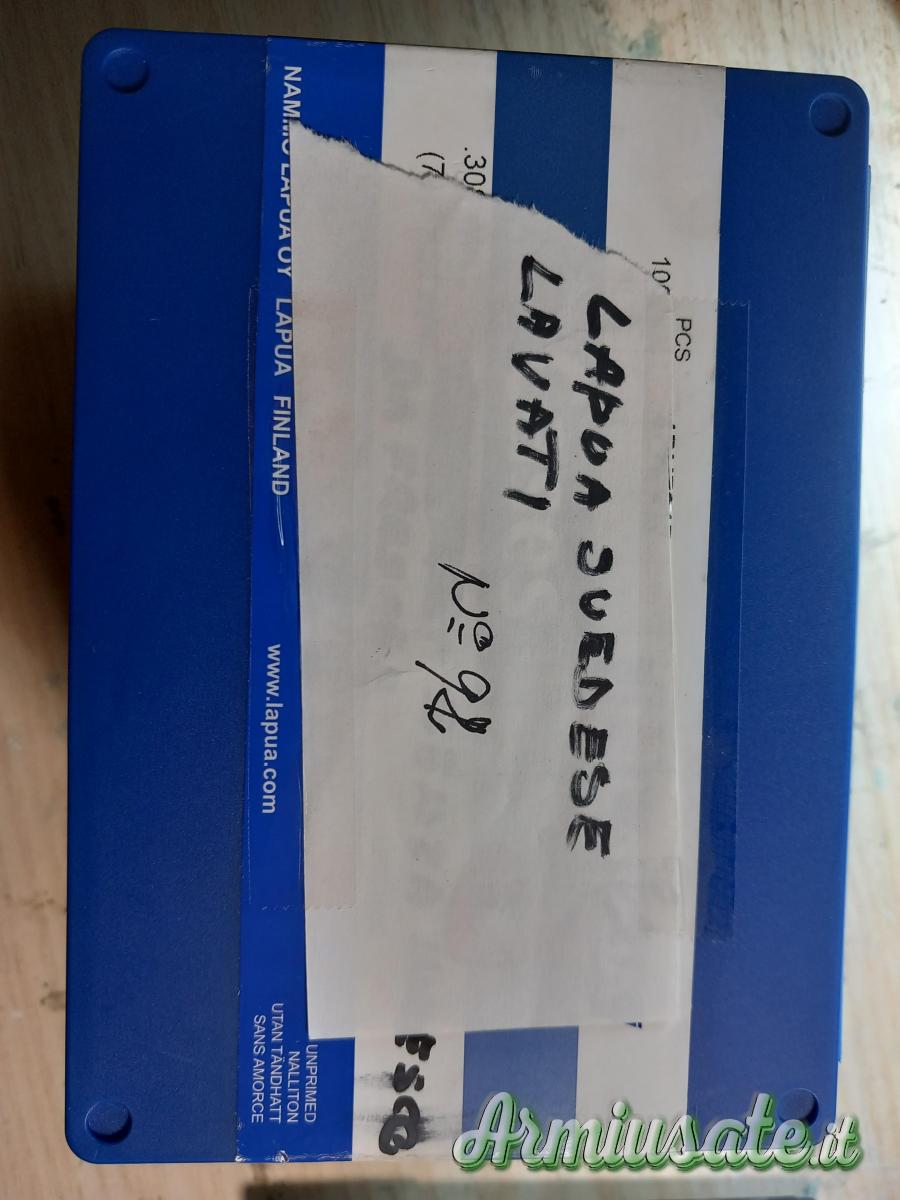 PCS
LAPUA SUEDESE
LAVATI
Nº 98
NAMMO LAPUA OY LAPUA FINLAND www.lapua.com
UNPRIMED
NALLITON
UTAN TÄNDHATT
SANS AMORCE
Armiusate.it